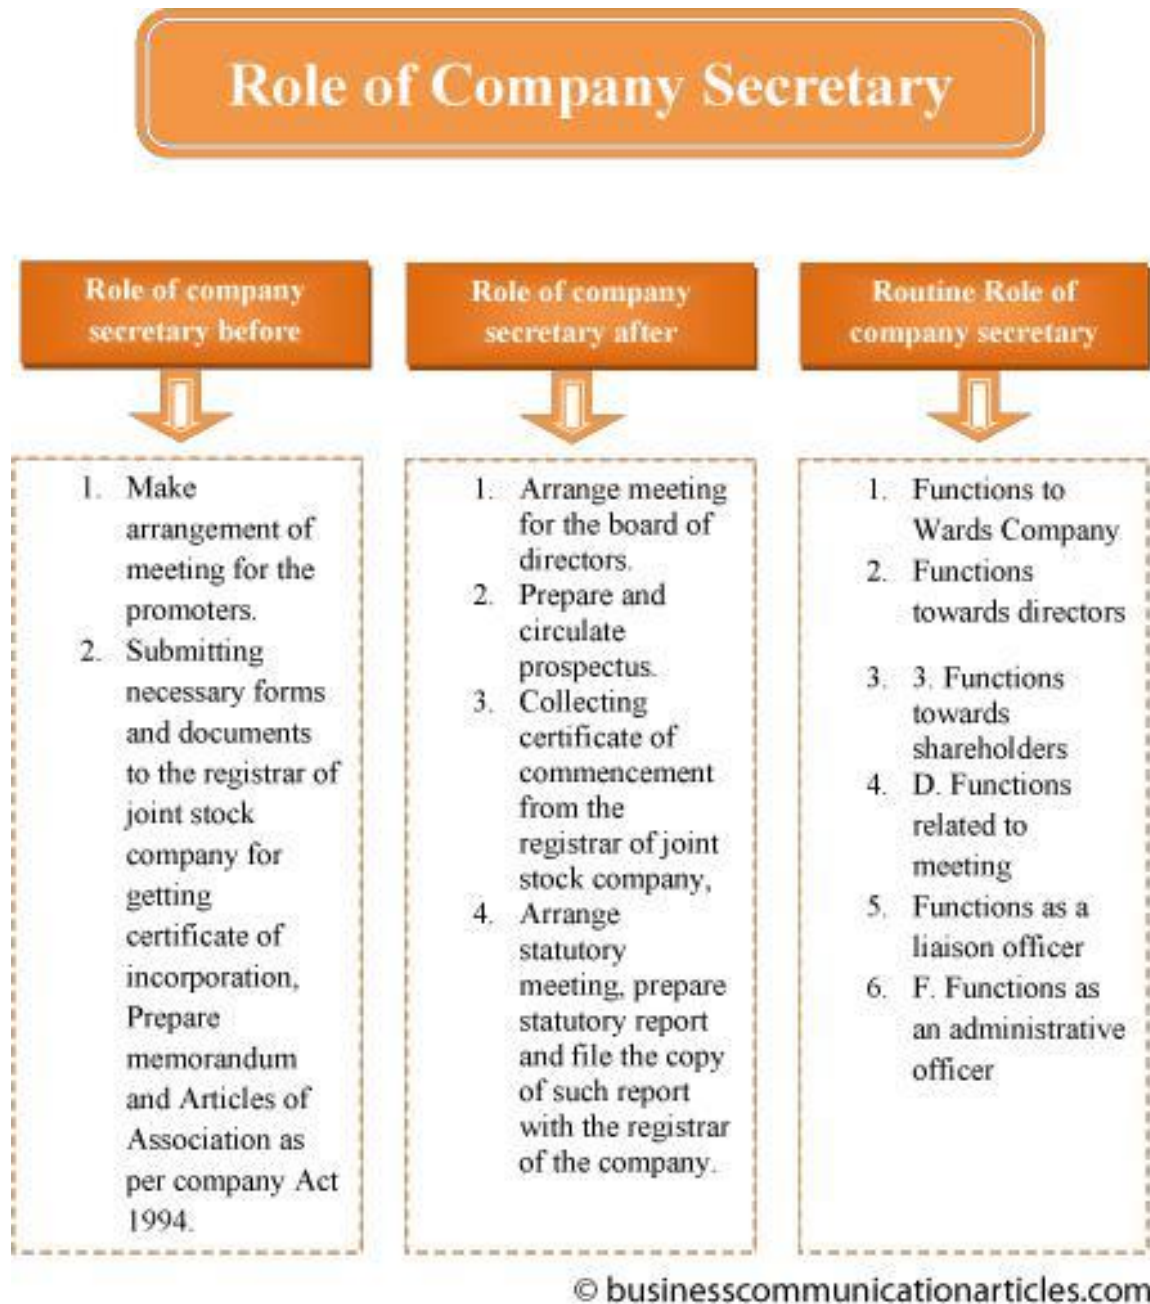 Role of Company Secretary
Role of company
secretary before
1. Make
arrangement of
meeting for the
promoters.
2. Submitting
necessary forms
and documents
to the registrar of
joint stock
company for
getting
certificate of
incorporation,
Prepare
memorandum
and Articles of
Association as
per company Act
1994.
Role of company
secretary after
1. Arrange meeting
for the board of
directors.
2. Prepare and
circulate
prospectus.
3. Collecting
certificate of
commencement
from the
registrar of joint
stock company,
4. Arrange
statutory
meeting, prepare
statutory report
and file the copy
of such report
with the registrar
of the company.
Routine Role of
company secretary
1. Functions to
Wards Company
2. Functions
towards directors
3. 3. Functions
towards
shareholders
4. D. Functions
related to
meeting
5. Functions as a
liaison officer
6. F. Functions as
an administrative
officer
© businesscommunicationarticles.com